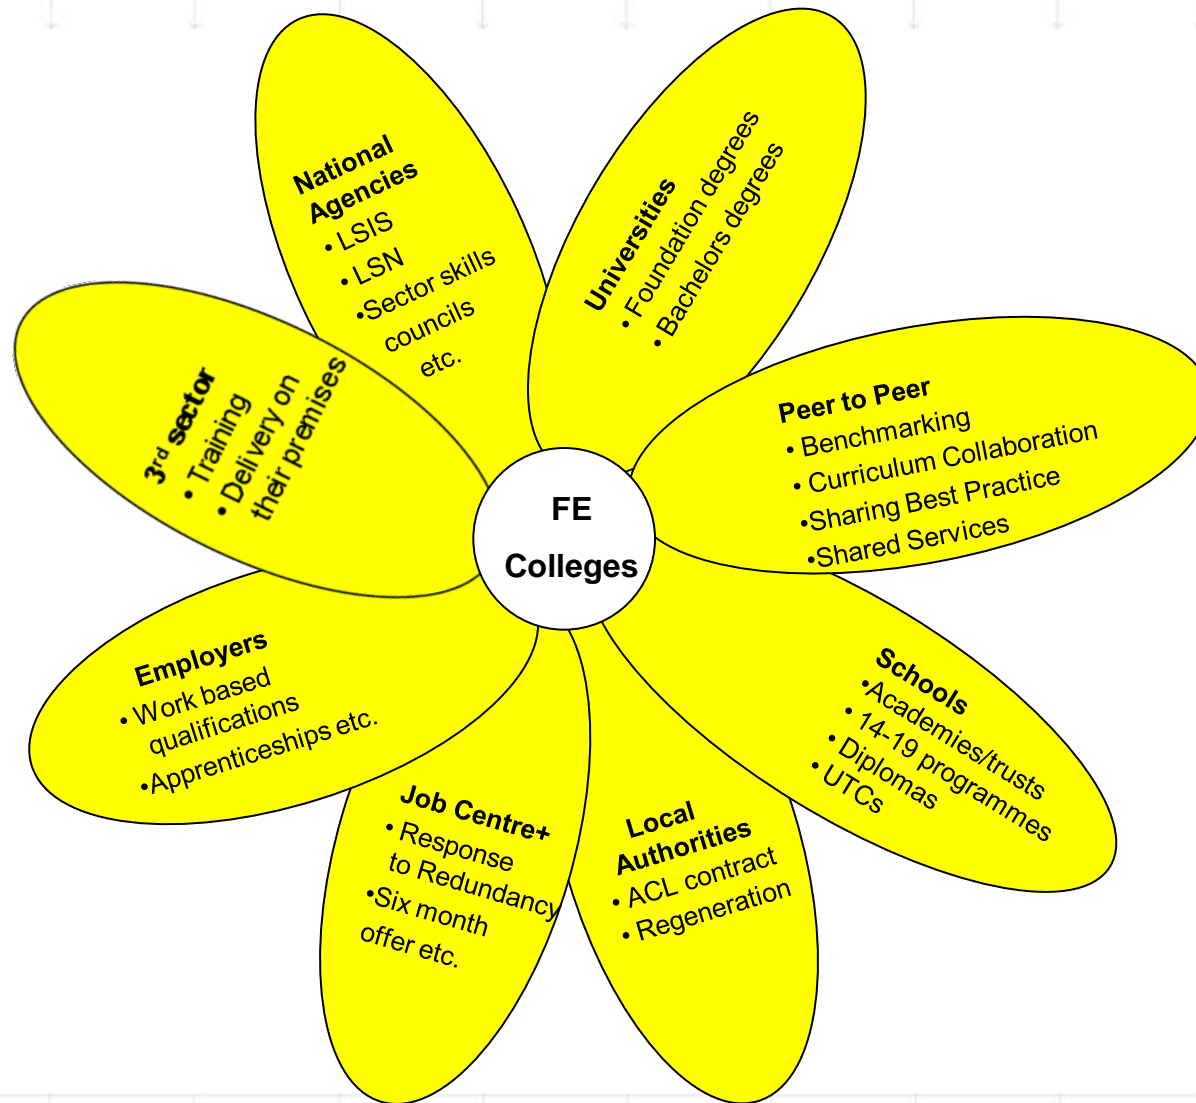 National
Agencies
• LSIS
• LSN
•Sector skills
councils
etc.
Universities
• Foundation degrees
• Bachelors degrees
Peer to Peer
• Benchmarking
• Curriculum Collaboration
•Sharing Best Practice
•Shared Services
Schools
•Academies/trusts
• 14-19 programmes
• Diplomas
• UTCs
Local
Authorities
• ACL contract
• Regeneration
Job Centre+
• Response
to Redundancy
•Six month
offer etc.
Employers
• Work based
qualifications
•Apprenticeships etc.
3rd sector
• Training
• Delivery on
their premises
FE
Colleges